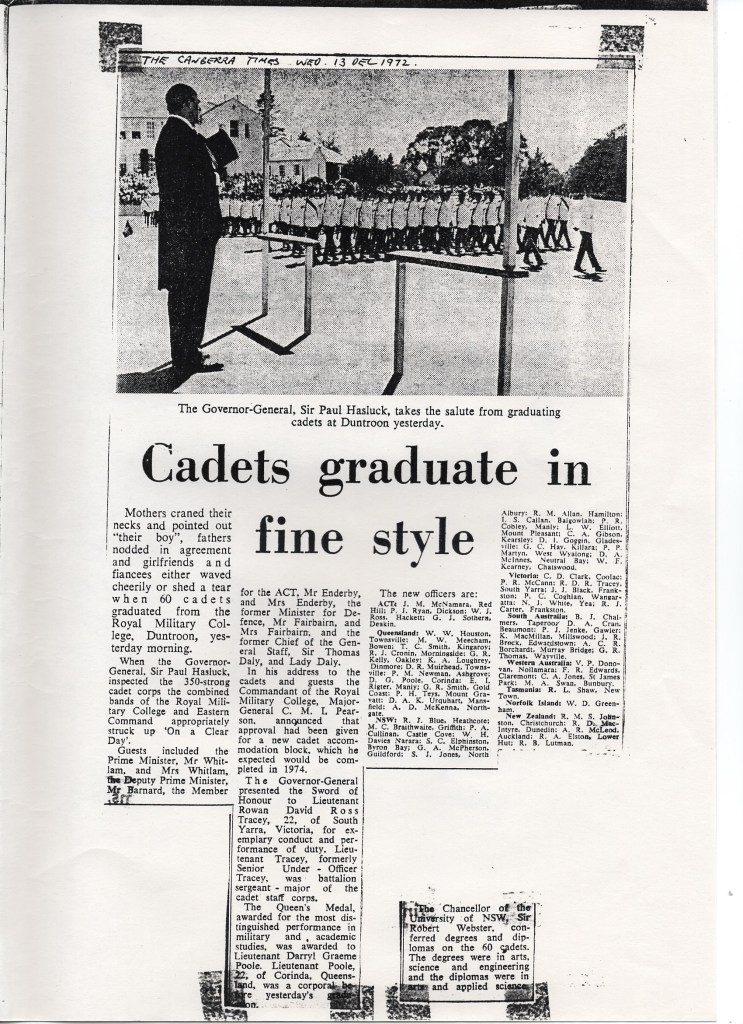 THE CANBERRA TIMES WED. 13 DEC 1972.
The Governor-General, Sir Paul Hasluck, takes the salute from graduating
cadets at Duntroon yesterday.
Cadets graduate in
fine style
Mothers craned their
necks and pointed out
"their boy", fathers
nodded in agreement
and girlfriends and
fiancees either waved
cheerily or shed a tear
when 60 cadets
graduated from the
Royal Military Col-
lege, Duntroon, yes-
terday morning.
When the Governor-
General, Sir Paul Hasluck,
inspected the 350-strong
cadet corps the combined
bands of the Royal Mili-
tary College and Eastern
Command appropriately
struck up 'On a Clear
Day'.
Guests included the
Prime Minister, Mr Whit-
lam, and Mrs Whitlam,
the Deputy Prime Minister,
Mr Barnard, the Member
for the ACT, Mr Enderby,
and Mrs Enderby, the
former Minister for De-
fence, Mr Fairbairn, and
Mrs Fairbairn, and the
former Chief of the Gen-
eral Staff, Sir Thomas
Daly, and Lady Daly.
In his address to the
cadets and guests the
Commandant of the Royal
Military College, Major-
General C. M. I. Pear-
son, announced that
approval had been given
for a new cadet accom-
modation block, which he
expected would be com-
pleted in 1974.
The Governor-General
presented the Sword of
Honour to Lieutenant
Rowan David Ross
Tracey, 22, of South
Yarra, Victoria, for ex-
emplary conduct and per-
formance of duty. Lieu-
tenant Tracey, formerly
Senior Under-Officer
Tracey, was battalion
sergeant-major of the
cadet staff corps.
The Queen's Medal,
awarded for the most dis-
tinguished performance in
military and academic
studies, was awarded to
Lieutenant Darryl Graeme
Poole. Lieutenant Poole,
22, of Corinda, Queens-
land, was a corporal be-
fore yesterday's gradu-
ation.
The new officers are:
ACT: J. M. McNamara, Red
Hill; P. J. Ryan, Dickson; W. J.
Ross, Hackett; G. J. Sothern,
Deakin.
Queensland: W. W. Houston,
Townsville; M. W. Meecham,
Bowen; T. C. Smith, Kingaroy;
R. J. Cronin, Morningside; G. R.
Kelly, Oakley; K. A. Loughrey,
Dinmore; D. R. Muirhead, Towns-
ville; P. M. Newman, Ashgrove;
D. G. Poole, Corinda; E. L.
Rigter, Manly; G. R. Smith, Gold
Coast; P. H. Teys, Mount Gra-
vatt; D. A. K. Urquhart, Mans-
field; A. D. McKenna, North-
gate.
NSW: R. J. Blue, Heathcote;
M. C. Braithwaite, Griffith; P. A.
Cullinan, Castle Cove; W. H.
Davies Narara; S. C. Elphinston,
Byron Bay; G. A. McPherson,
Guildford; S. J. Jones, North
Albury; R. M. Allan, Hamilton;
I. S. Callan, Balgowlah; P. R.
Cobley, Manly; L. W. Elliott,
Mount Pleasant; C. A. Gibson,
Kearsley; D. I. Goggin, Glades-
ville; G. C. Hay, Killara; P. P.
Martyn, West Wyalong; D. A.
McInnes, Neutral Bay; W. F.
Kearney, Chatswood.
Victoria: C. D. Clark, Coolac;
P. R. McCann; R. D. R. Tracey,
South Yarra; J. J. Black, Frank-
ston; P. C. Coghlan, Wangar-
atta; N. J. White, Yea; R. J.
Carter, Frankston.
South Australia: B. J. Chal-
mers, Taperoo; D. A. Cran,
Beaumont; P. J. Jenke, Gawler;
K. MacMillan, Millswood; J. R.
Brock, Edwardstown; A. C. R.
Borchardt, Murray Bridge; G. R.
Thomas, Wayville.
Western Australia: V. P. Dono-
van, Nollamara; F. R. Edwards,
Claremont; C. A. Jones, St James
Park; M. A. Swan, Bunbury.
Tasmania: R. L. Shaw, New
Town.
Norfolk Island: W. D. Green-
ham.
New Zealand: R. M. S. John-
ston, Christchurch; R. D. Mac-
Intyre, Dunedin; A. R. McLeod,
Auckland; R. A. Elston, Lower
Hut; R. B. Lutman.
The Chancellor of the
University of NSW, Sir
Robert Webster, con-
ferred degrees and dip-
lomas on the 60 cadets.
The degrees were in arts,
science and engineering
and the diplomas were in
arts and applied science.